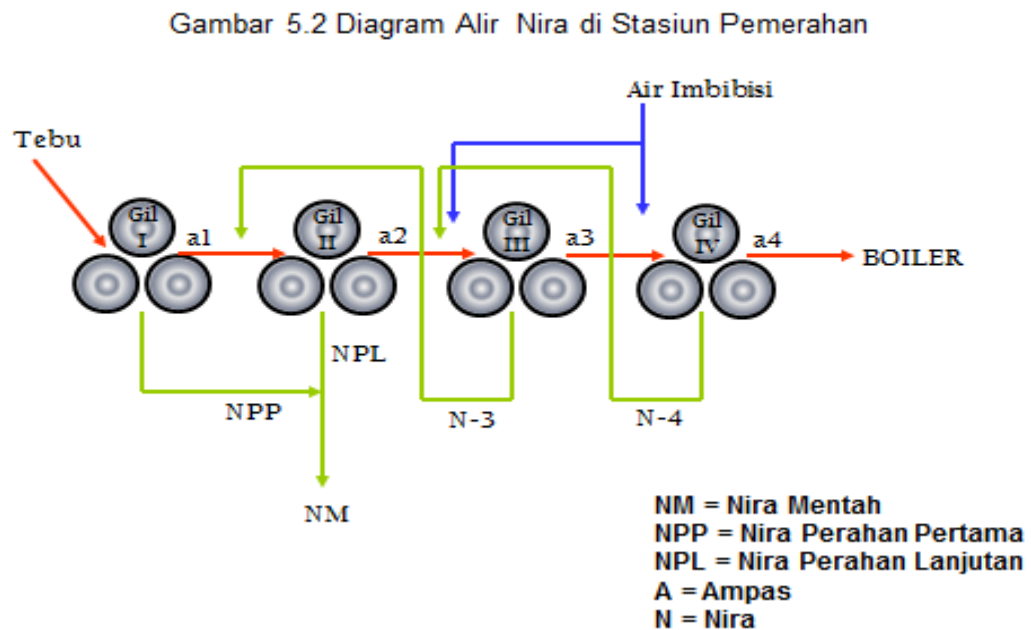 Gambar 5.2 Diagram Alir Nira di Stasiun Pemerahan
Air Imbibisi
Tebu
Gil
I
a1
Gil
II
a2
Gil
III
a3
Gil
IV
a4
BOILER
NPL
NPP
N-3
N-4
NM
NM = Nira Mentah
NPP = Nira Perahan Pertama
NPL = Nira Perahan Lanjutan
A = Ampas
N = Nira